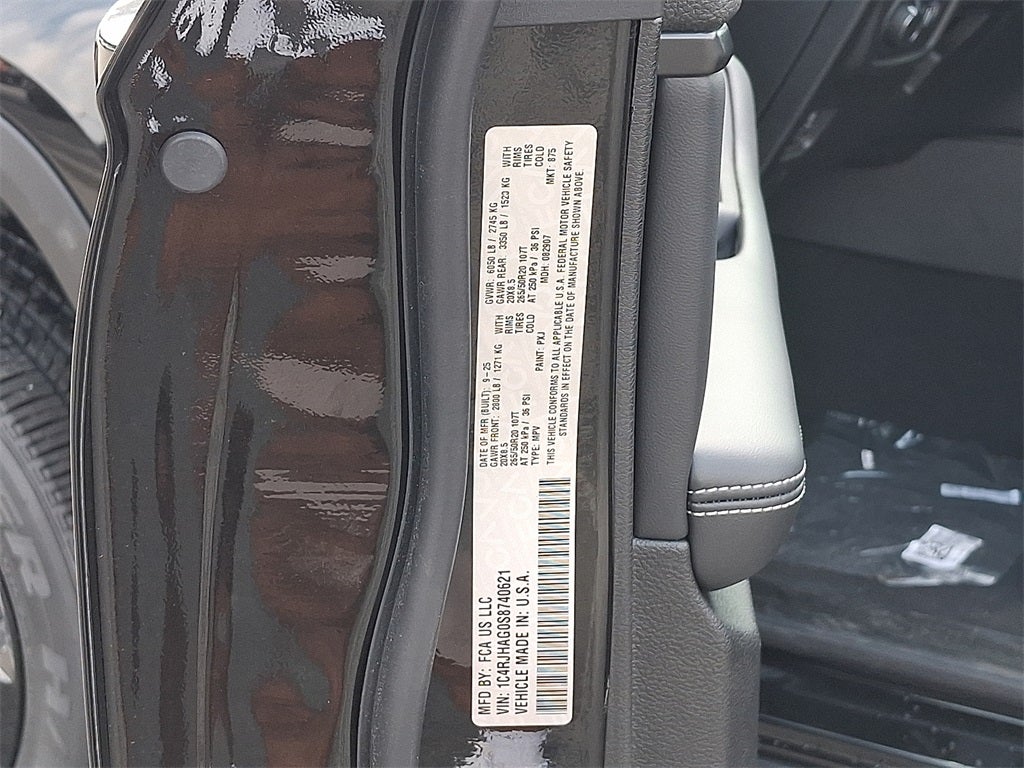 MFD BY: FCA US LLC
VIN: 1C4RJHAG0S8740621
VEHICLE MADE IN: U.S.A.
DATE OF MFR (BUILT): 9-25
GVWR: 6050 LB / 2745 KG
GAWR FRONT: 2800 LB / 1271 KG WITH
20X8.5 RIMS
265/50R20 107T TIRES
AT 250 kPa / 36 PSI COLD
GAWR REAR: 3350 LB / 1523 KG WITH
20X8.5 RIMS
265/50R20 107T TIRES
AT 250 kPa / 36 PSI COLD
TYPE: MPV PAINT: PXJ MDH: 082907 MKT: 875
THIS VEHICLE CONFORMS TO ALL APPLICABLE U.S.A. FEDERAL MOTOR VEHICLE SAFETY
STANDARDS IN EFFECT ON THE DATE OF MANUFACTURE SHOWN ABOVE.